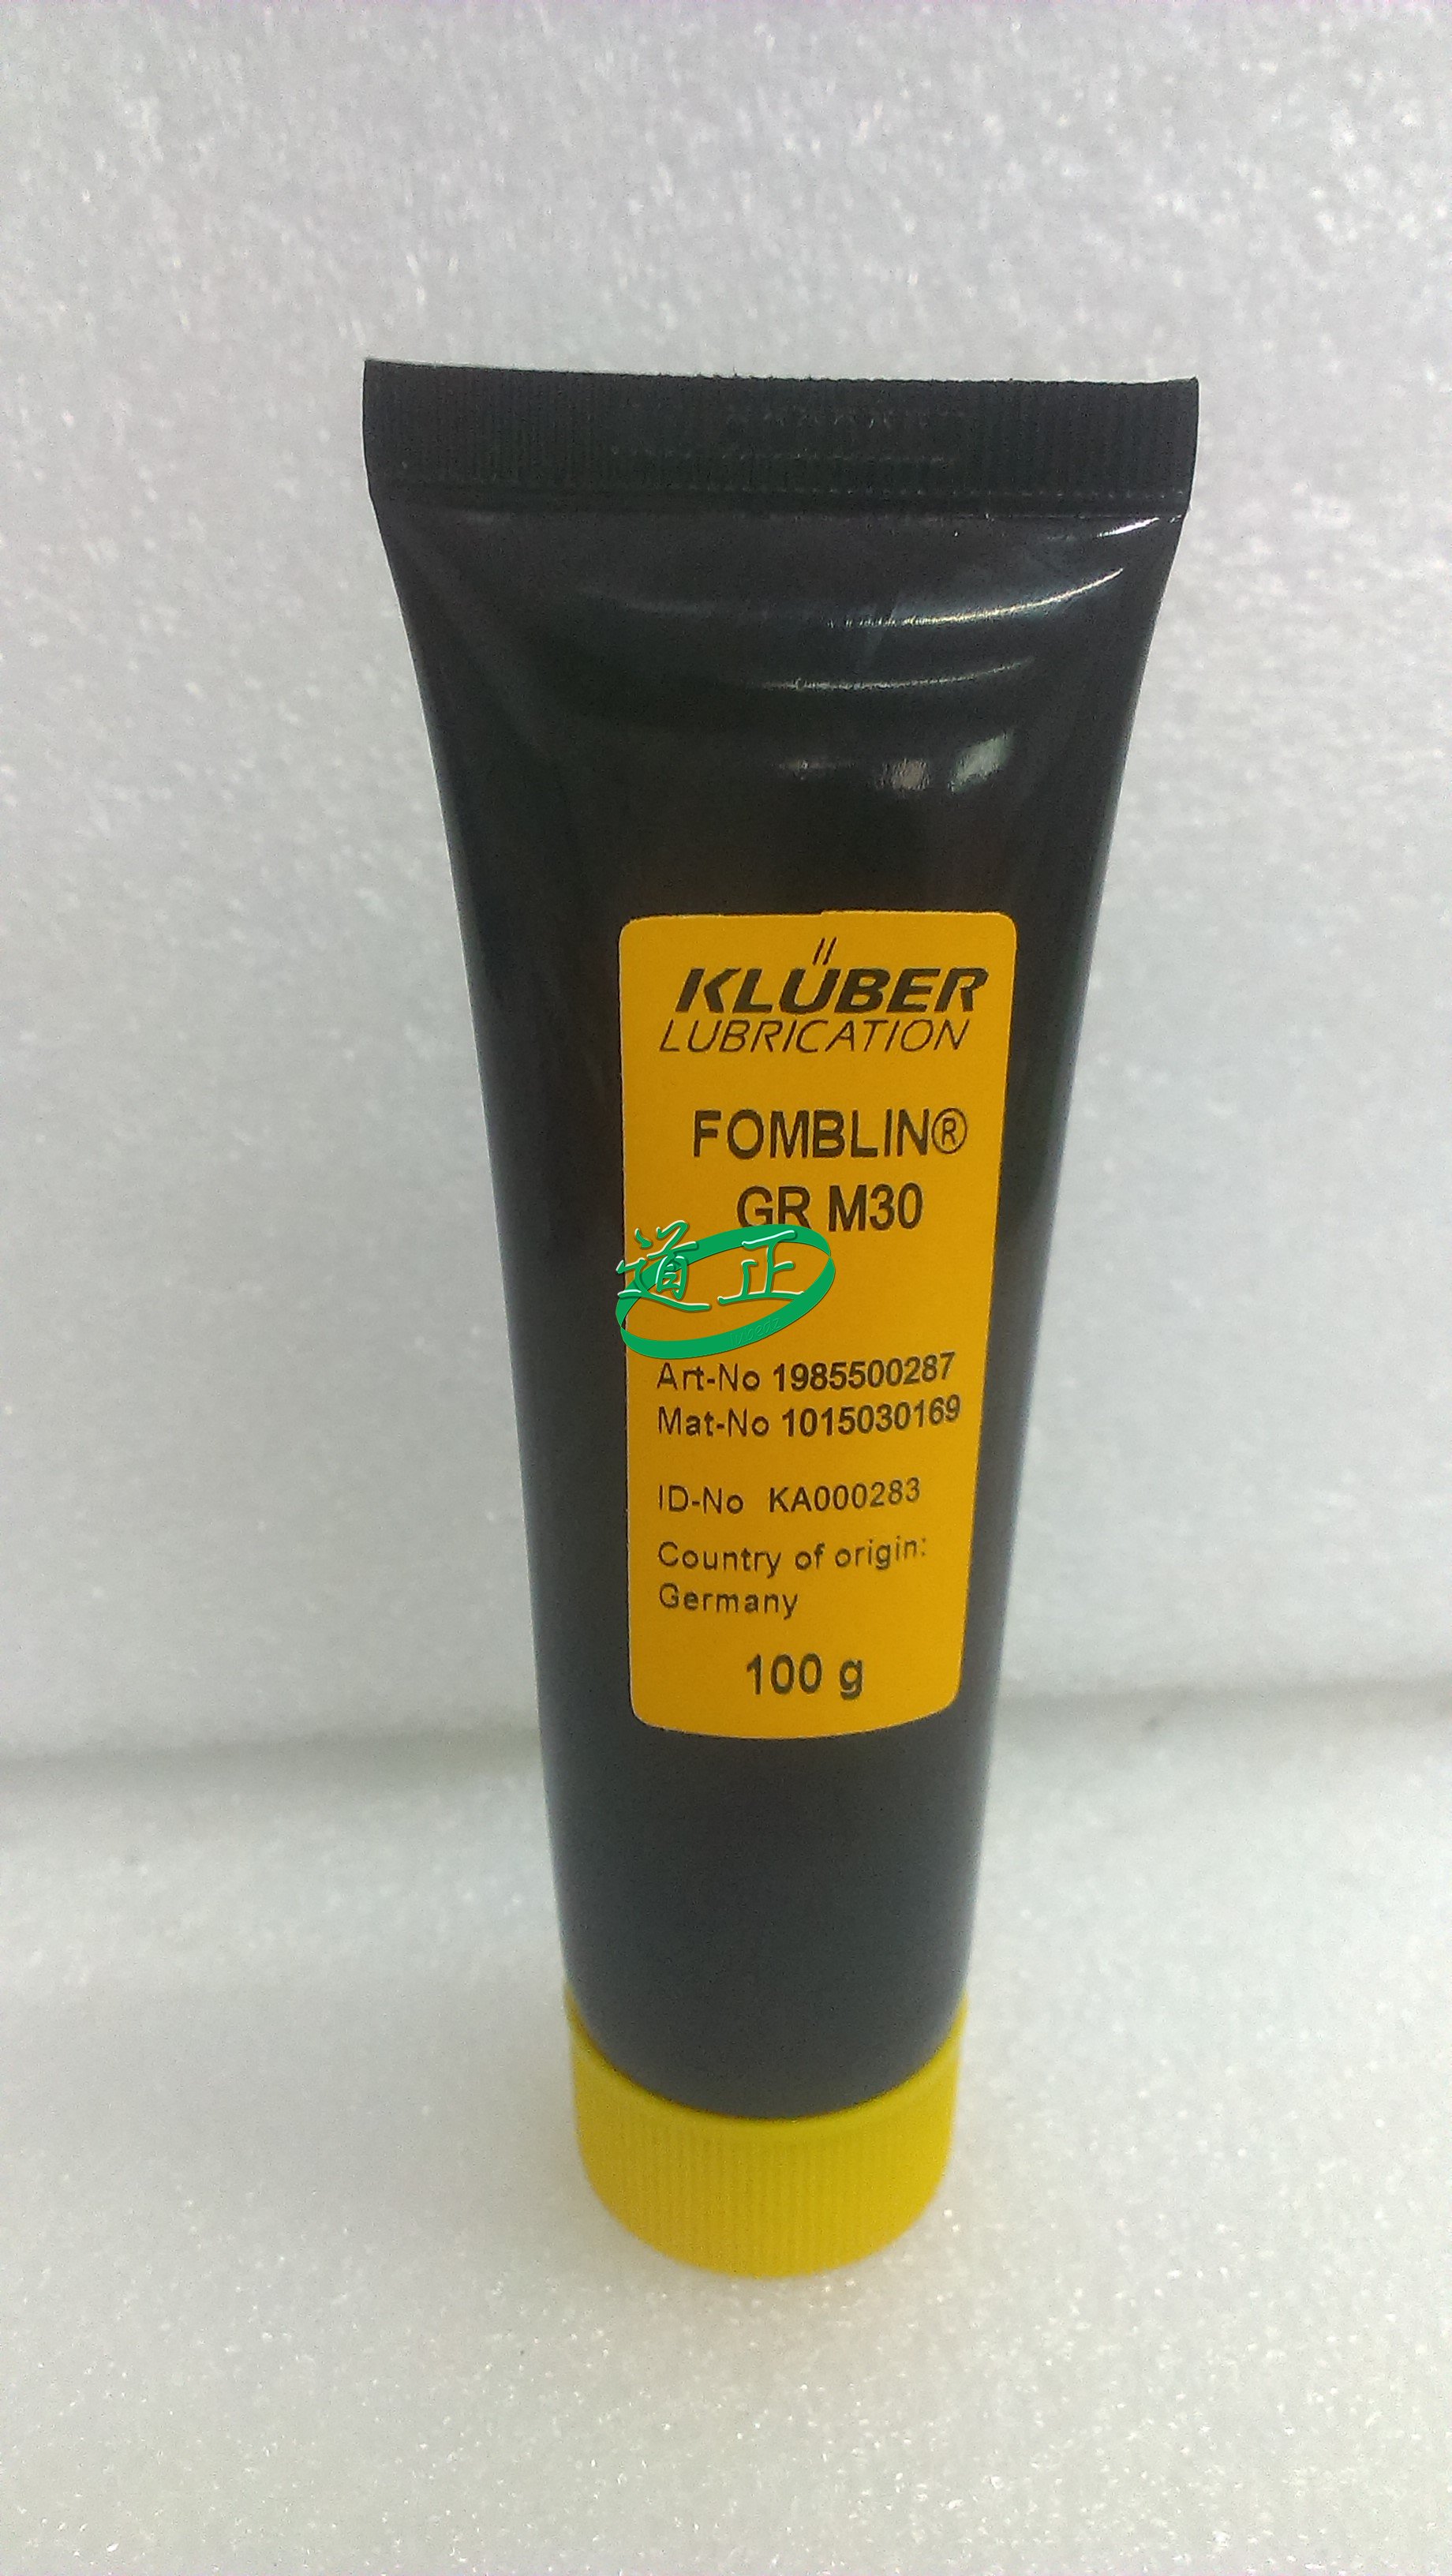 KLÜBER
LUBRICATION
FOMBLIN®
GR M30
道正
Art-No 1985500287
Mat-No 1015030169
ID-No KA000283
Country of origin:
Germany
100 g